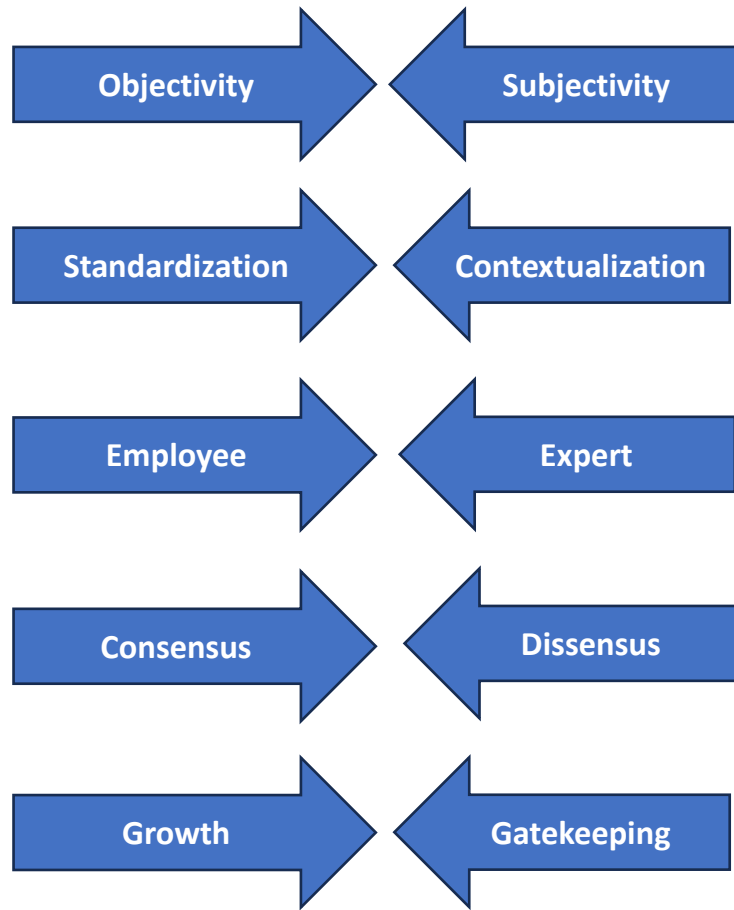 Objectivity Subjectivity
Standardization Contextualization
Employee Expert
Consensus Dissensus
Growth Gatekeeping